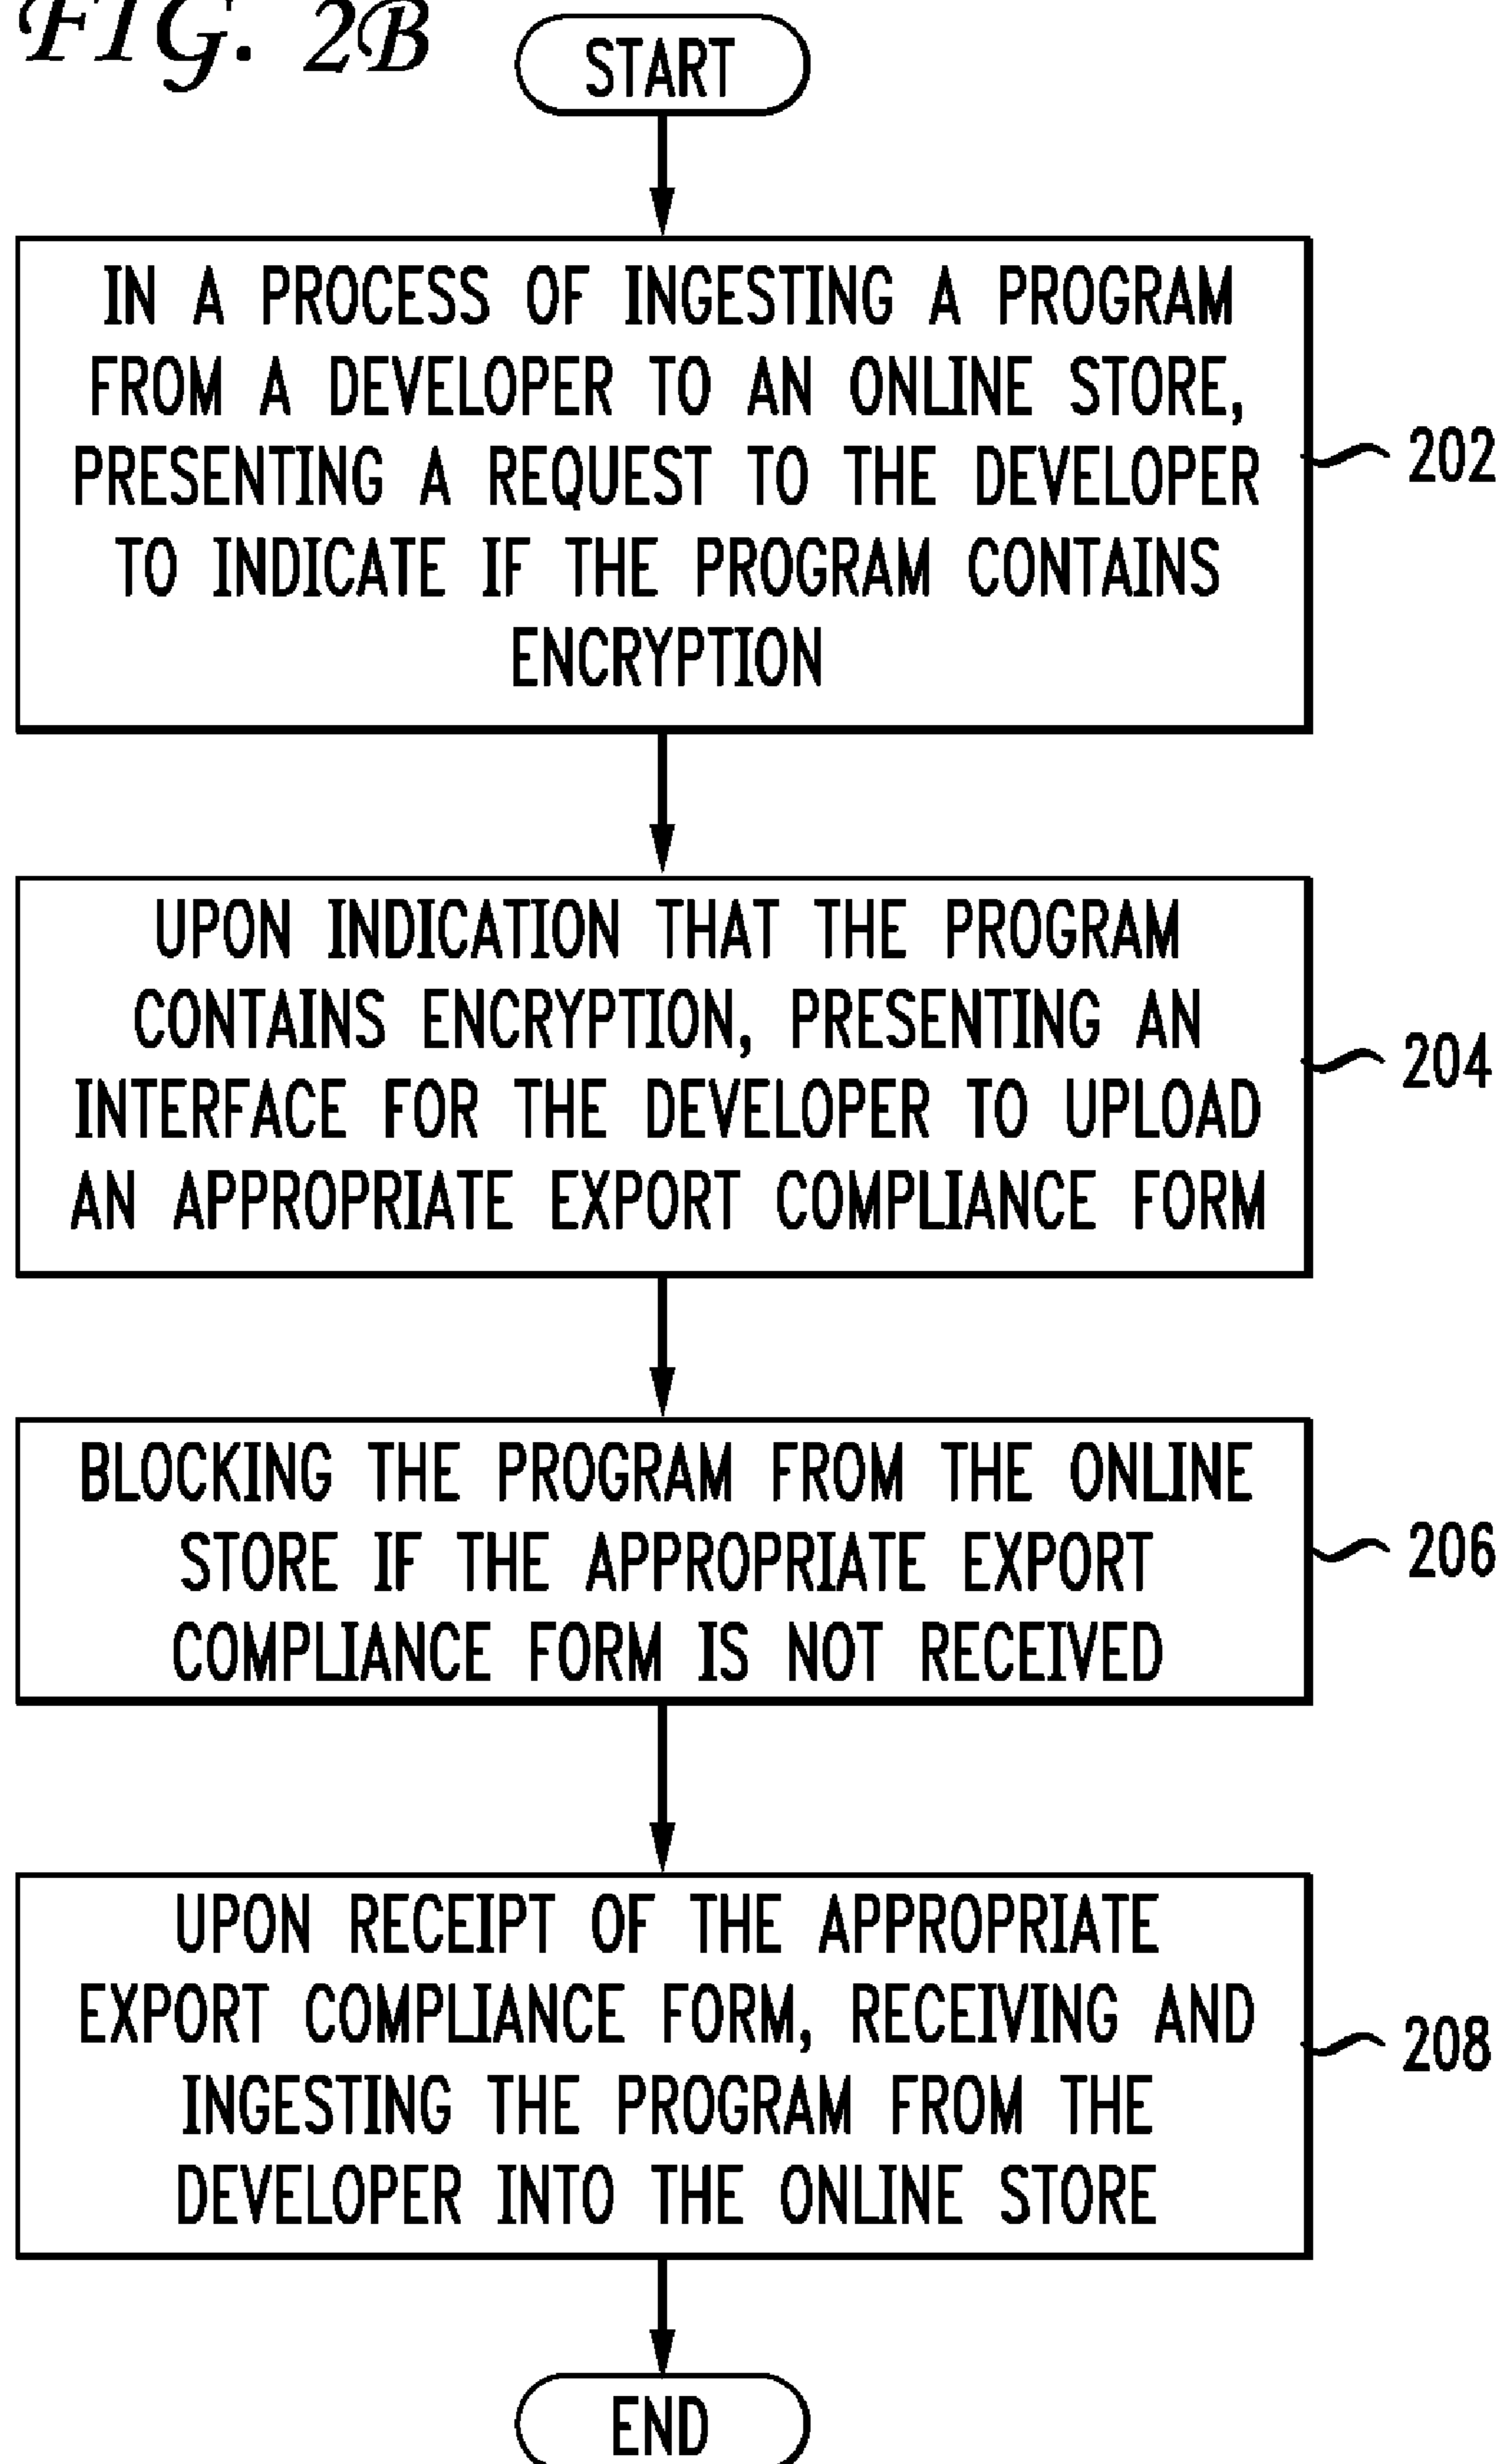 FIG. 2B
START
IN A PROCESS OF INGESTING A PROGRAM
FROM A DEVELOPER TO AN ONLINE STORE,
PRESENTING A REQUEST TO THE DEVELOPER
TO INDICATE IF THE PROGRAM CONTAINS
ENCRYPTION
202
UPON INDICATION THAT THE PROGRAM
CONTAINS ENCRYPTION, PRESENTING AN
INTERFACE FOR THE DEVELOPER TO UPLOAD
AN APPROPRIATE EXPORT COMPLIANCE FORM
204
BLOCKING THE PROGRAM FROM THE ONLINE
STORE IF THE APPROPRIATE EXPORT
COMPLIANCE FORM IS NOT RECEIVED
206
UPON RECEIPT OF THE APPROPRIATE
EXPORT COMPLIANCE FORM, RECEIVING AND
INGESTING THE PROGRAM FROM THE
DEVELOPER INTO THE ONLINE STORE
208
END